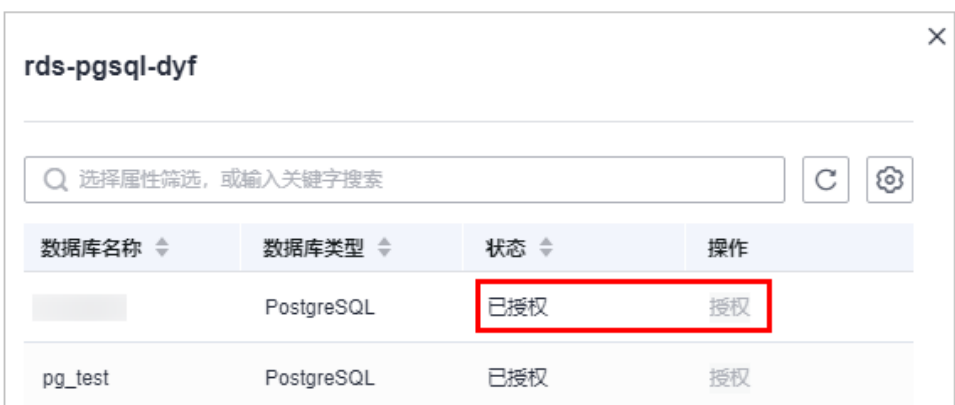 rds-pgsql-dyf
选择属性筛选，或输入关键字搜索
数据库名称 数据库类型 状态 操作
PostgreSQL 已授权 授权
pg_test PostgreSQL 已授权 授权